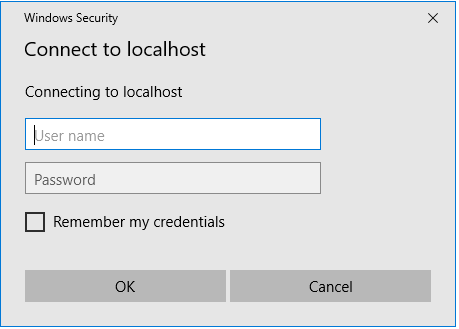 Windows Security
Connect to localhost
Connecting to localhost
User name
Password
Remember my credentials
OK
Cancel